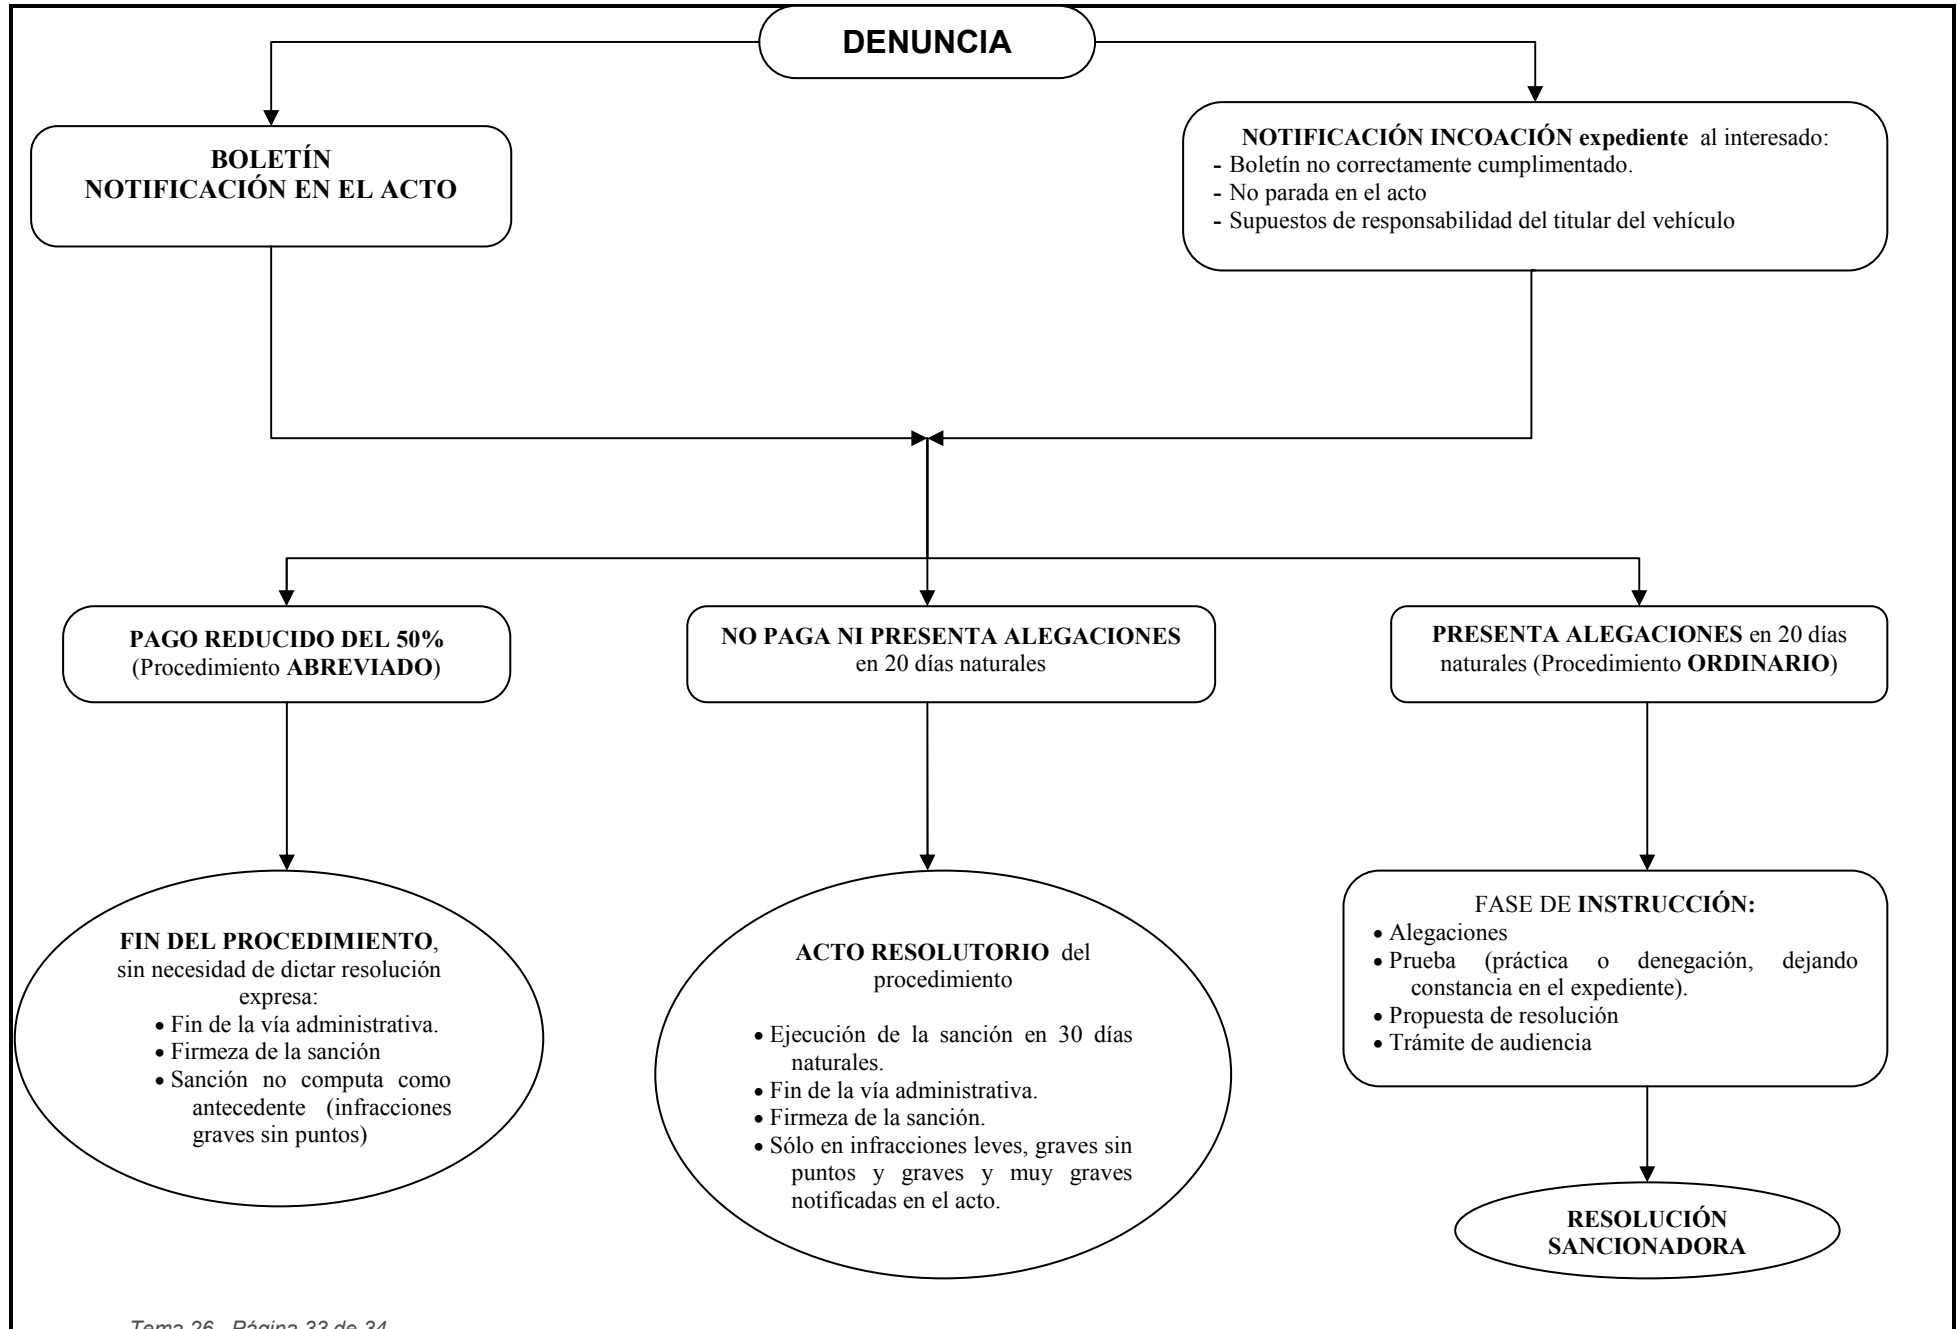 DENUNCIA
BOLETÍN
NOTIFICACIÓN EN EL ACTO
NOTIFICACIÓN INCOACIÓN expediente al interesado:
- Boletín no correctamente cumplimentado.
- No parada en el acto
- Supuestos de responsabilidad del titular del vehículo
PAGO REDUCIDO DEL 50%
(Procedimiento ABREVIADO)
NO PAGA NI PRESENTA ALEGACIONES
en 20 días naturales
PRESENTA ALEGACIONES en 20 días
naturales (Procedimiento ORDINARIO)
FIN DEL PROCEDIMIENTO,
sin necesidad de dictar resolución
expresa:
• Fin de la vía administrativa.
• Firmeza de la sanción
• Sanción no computa como
antecedente (infracciones
graves sin puntos)
ACTO RESOLUTORIO del
procedimiento
• Ejecución de la sanción en 30 días
naturales.
• Fin de la vía administrativa.
• Firmeza de la sanción.
• Sólo en infracciones leves, graves sin
puntos y graves y muy graves
notificadas en el acto.
FASE DE INSTRUCCIÓN:
• Alegaciones
• Prueba (práctica o denegación, dejando
constancia en el expediente).
• Propuesta de resolución
• Trámite de audiencia
RESOLUCIÓN
SANCIONADORA
Tema 26 Página 33 de 34